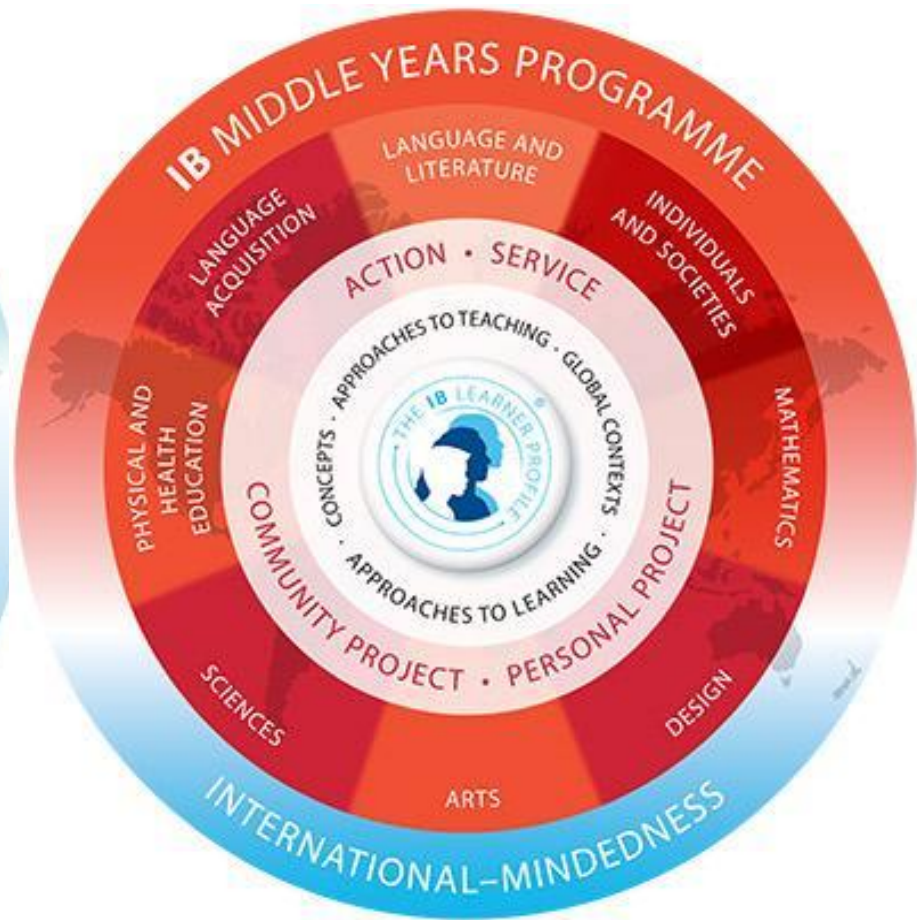 IB MIDDLE YEARS PROGRAMME
LANGUAGE AND
LITERATURE
LANGUAGE
ACQUISITION
INDIVIDUALS
AND SOCIETIES
PHYSICAL AND
HEALTH
EDUCATION
MATHEMATICS
SCIENCES
DESIGN
ARTS
ACTION · SERVICE
COMMUNITY PROJECT · PERSONAL PROJECT
CONCEPTS · APPROACHES TO TEACHING · GLOBAL CONTEXTS ·
· APPROACHES TO LEARNING ·
THE IB LEARNER PROFILE ®
INTERNATIONAL–MINDEDNESS